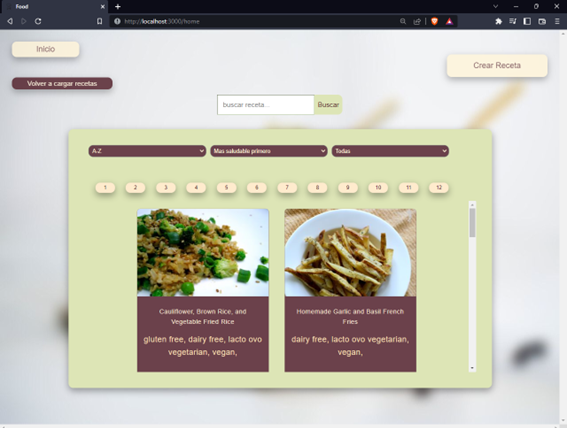 Food
http://localhost:3000/home
Inicio
Crear Receta
Volver a cargar recetas
buscar receta...
Buscar
A-Z
Mas saludable primero
Todas
1 2 3 4 5 6 7 8 9 10 11 12
Cauliflower, Brown Rice, and
Vegetable Fried Rice
gluten free, dairy free, lacto ovo
vegetarian, vegan,
Homemade Garlic and Basil French
Fries
dairy free, lacto ovo vegetarian,
vegan,